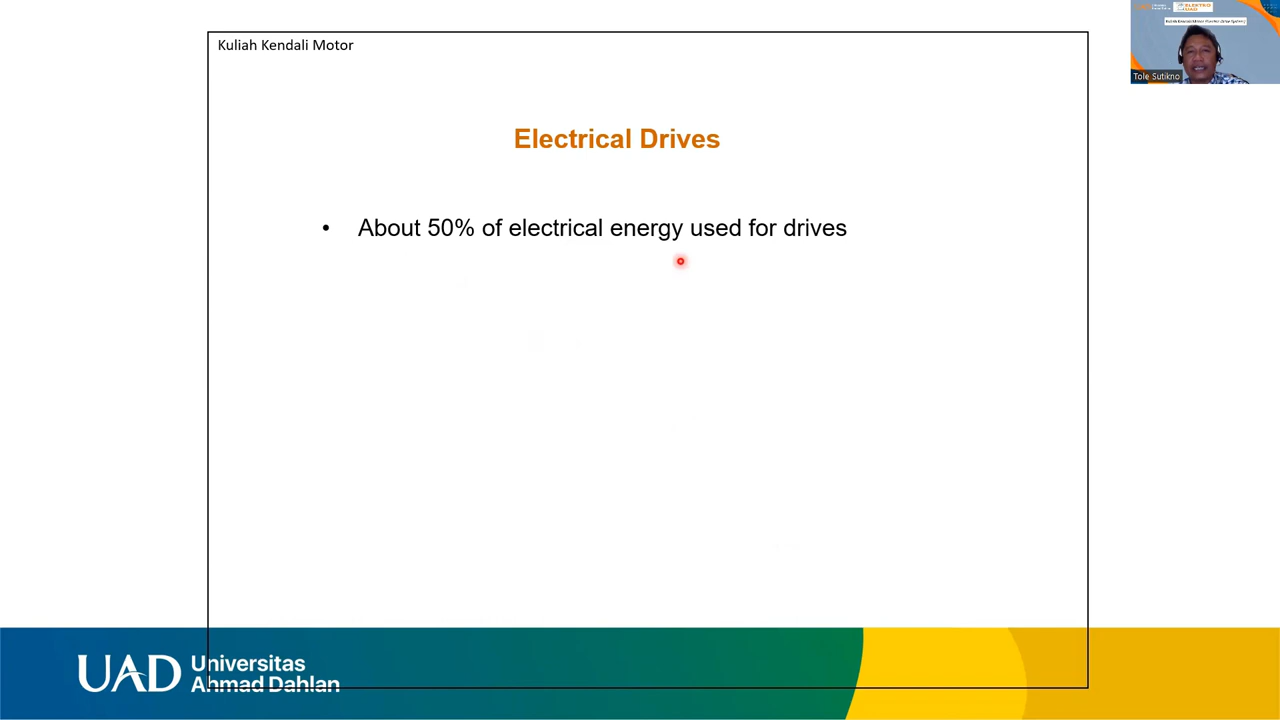 Kuliah Kendali Motor
Electrical Drives
• About 50% of electrical energy used for drives
Tole Sutikno
UAD Universitas
Ahmad Dahlan